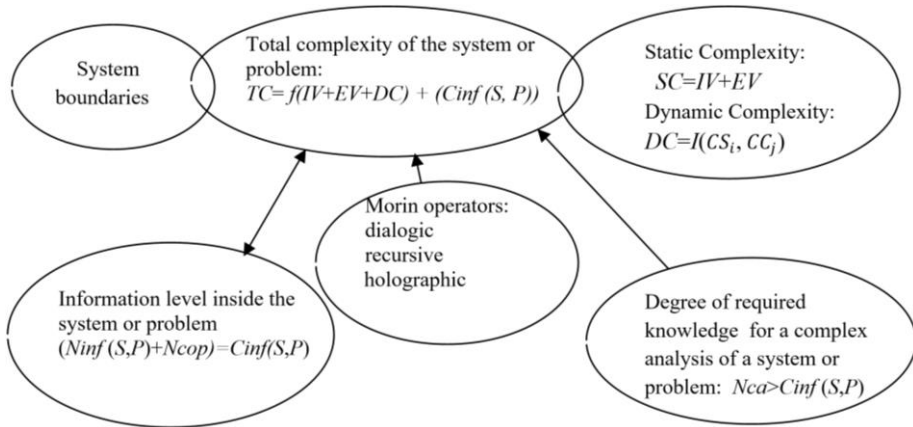 System
boundaries
Total complexity of the system or
problem:
TC= f(IV+EV+DC) + (Cinf (S, P))
Static Complexity:
SC=IV+EV
Dynamic Complexity:
DC=I(CS_i, CC_j)
Morin operators:
dialogic
recursive
holographic
Information level inside the
system or problem
(Ninf (S,P)+Ncop)=Cinf(S,P)
Degree of required
knowledge for a complex
analysis of a system or
problem: Nca>Cinf (S,P)